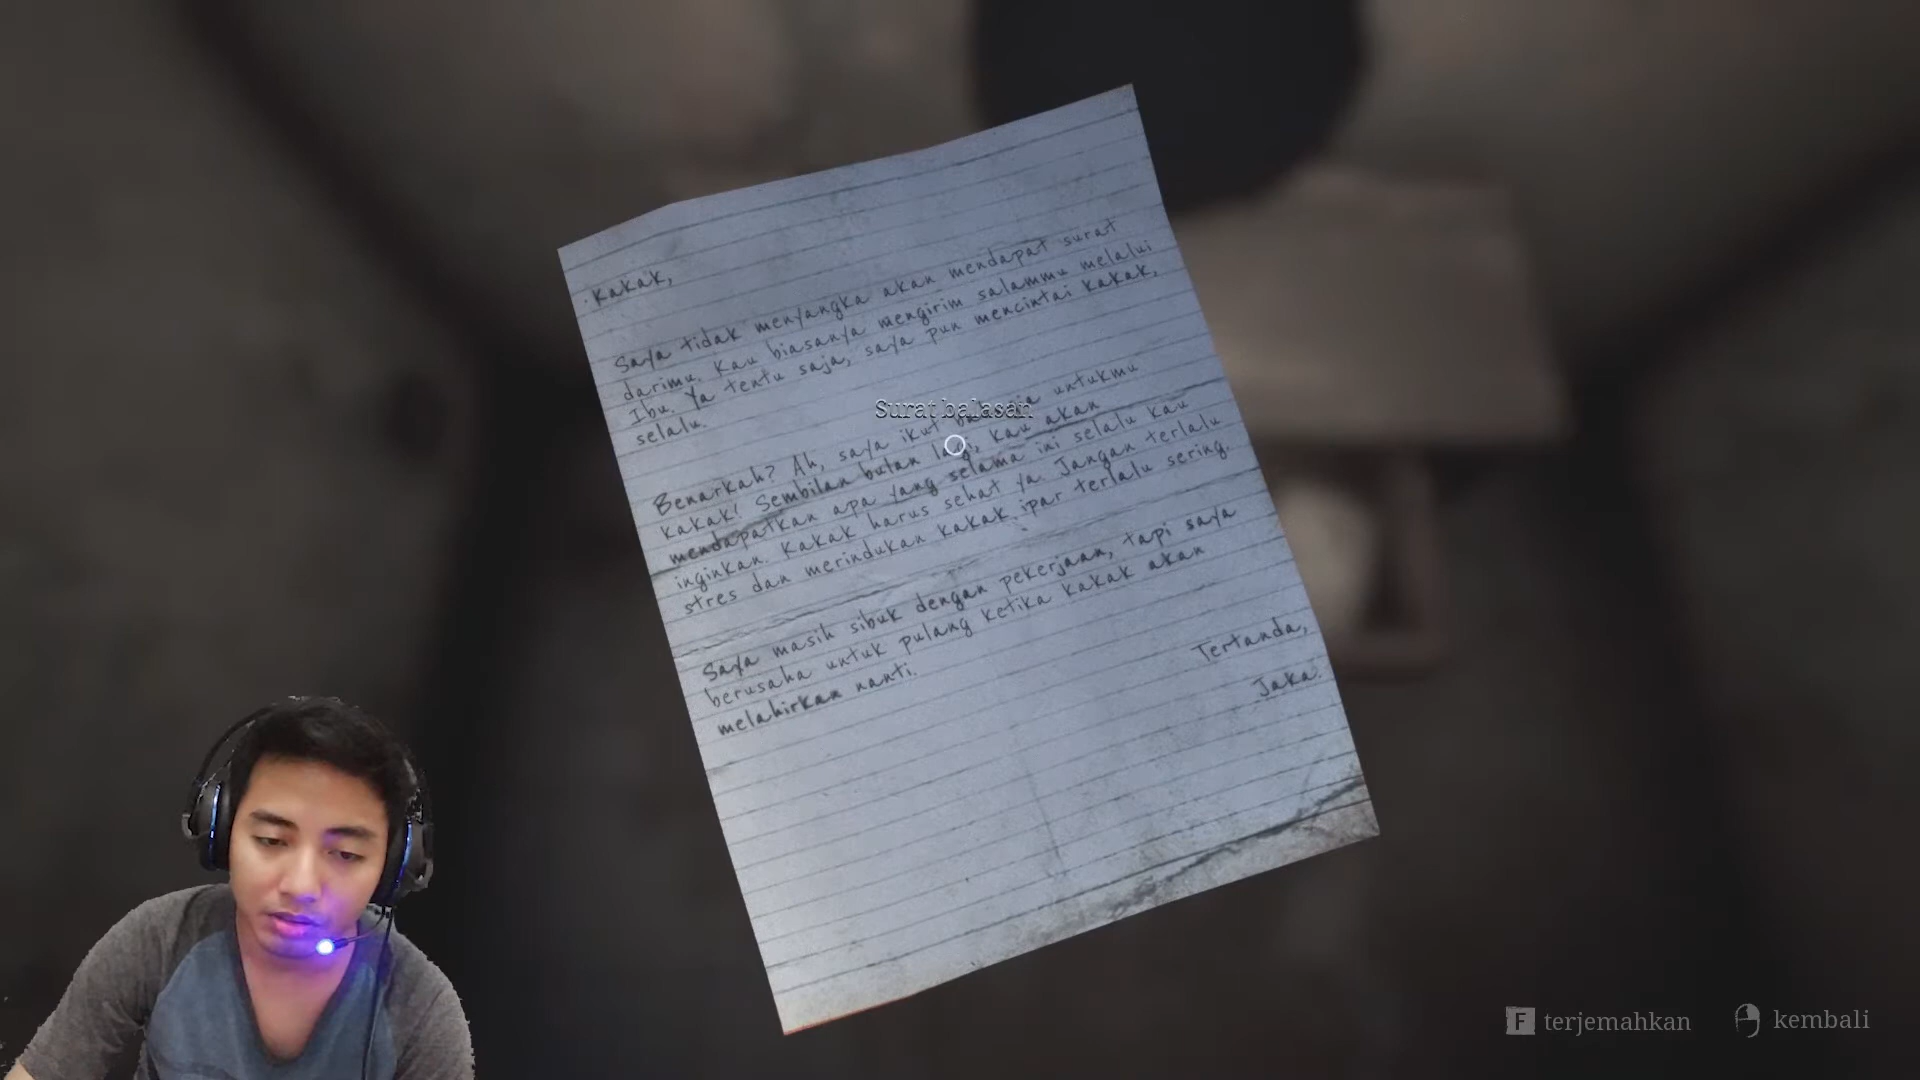 Kakak,
Saya tidak menyangka akan mendapat surat
darimu. Kau biasanya mengirim salammu melalui
Ibu. Ya tentu saja, saya pun mencintai kakak,
selalu.
Surat balasan
Benarkah? Ah, saya ikut untukmu
kakak! Sembilan bulan lagi, kau akan
mendapatkan apa yang selama ini selalu kau
inginkan. Kakak harus sehat ya. Jangan terlalu
stres dan merindukan kakak ipar terlalu sering.
Saya masih sibuk dengan pekerjaan, tapi saya
berusaha untuk pulang ketika kakak akan
melahirkan nanti.
Tertanda,
Jaka.
F terjemahkan
kembali